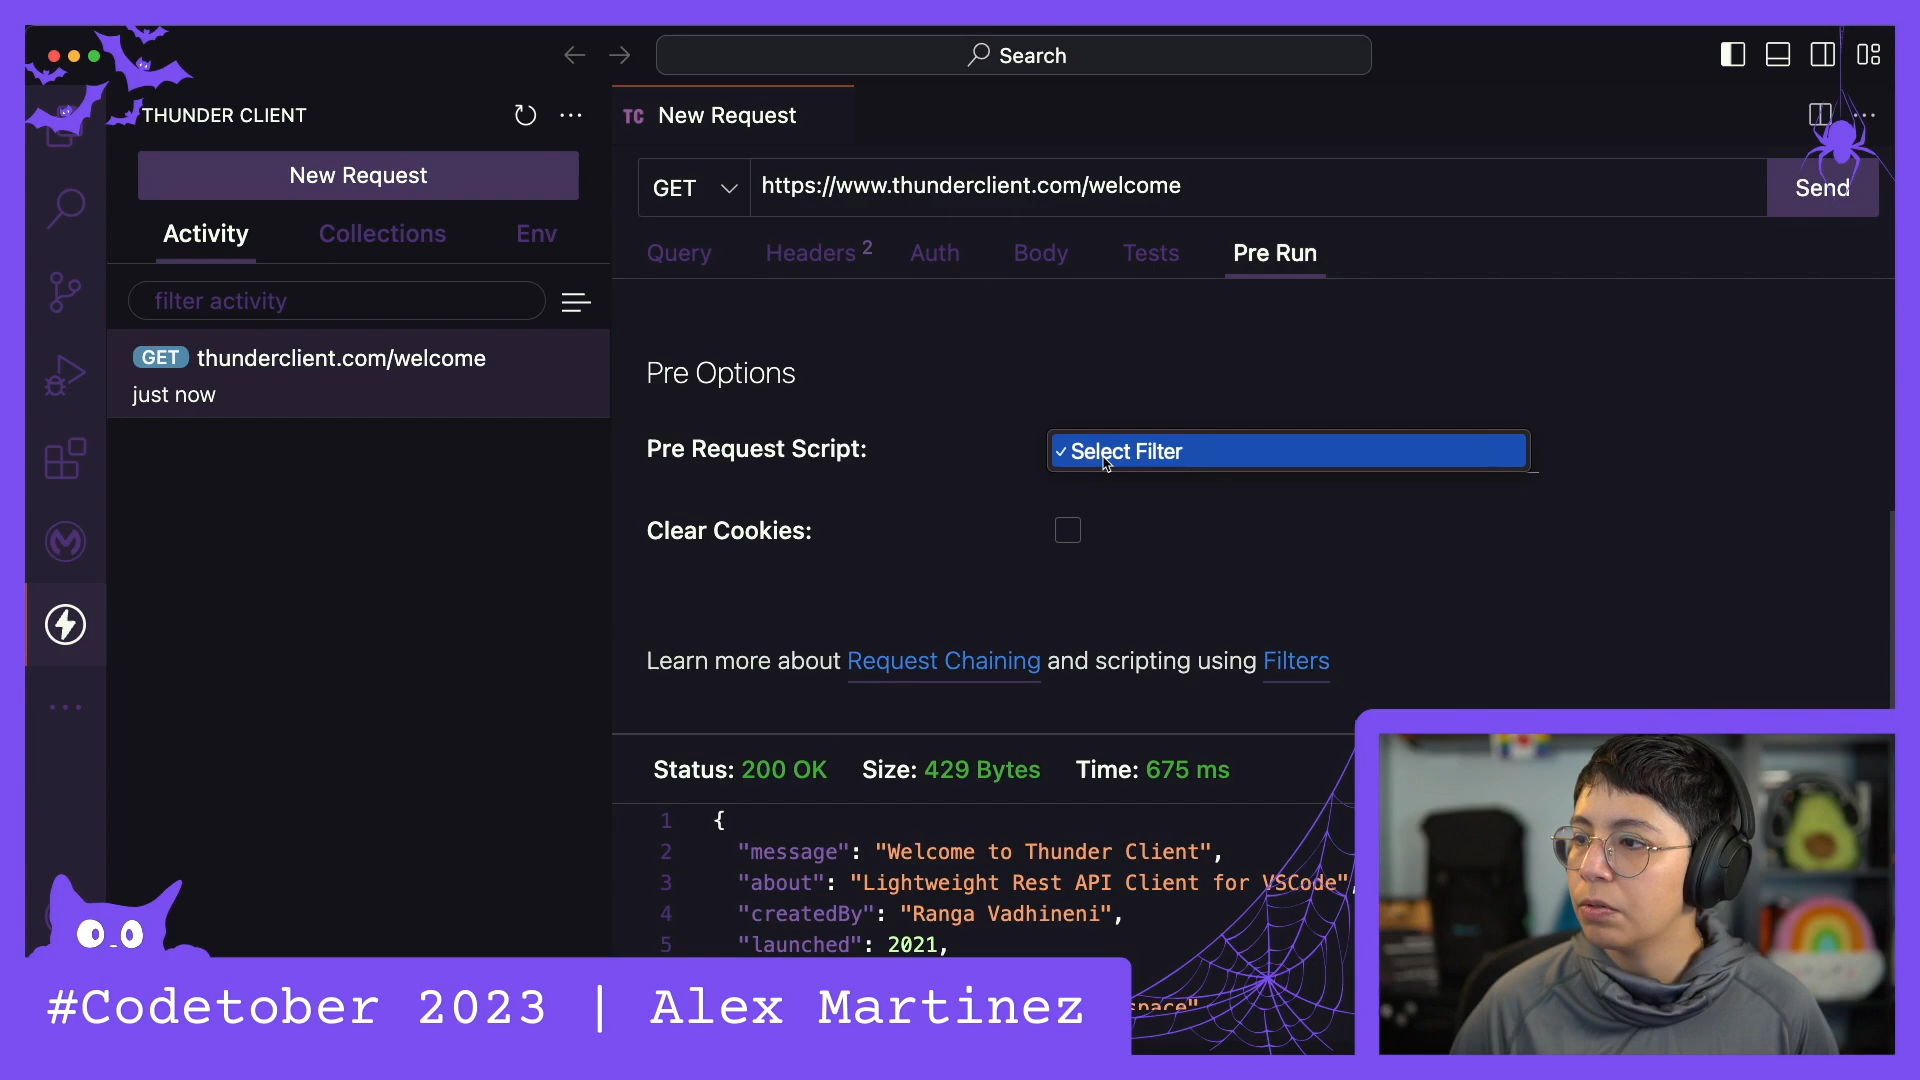 Search
THUNDER CLIENT
New Request
Activity
Collections
Env
filter activity
GET thunderclient.com/welcome
just now
TC New Request
GET
https://www.thunderclient.com/welcome
Send
Query
Headers 2
Auth
Body
Tests
Pre Run
Pre Options
Pre Request Script:
✓ Select Filter
Clear Cookies:
Learn more about Request Chaining and scripting using Filters
Status: 200 OK
Size: 429 Bytes
Time: 675 ms
1 {
2 "message": "Welcome to Thunder Client",
3 "about": "Lightweight Rest API Client for VSCode",
4 "createdBy": "Ranga Vadhineni",
5 "launched": 2021,
space"
#Codetober 2023 | Alex Martinez